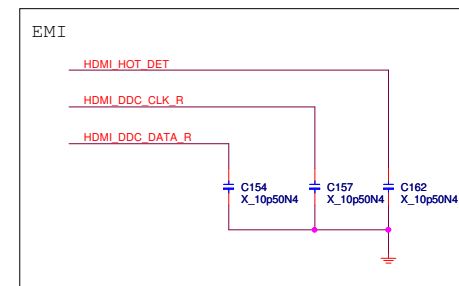 EMI
HDMI_HOT_DET
HDMI_DDC_CLK_R
HDMI_DDC_DATA_R
C154 C157 C162
X_10p50N4 X_10p50N4 X_10p50N4